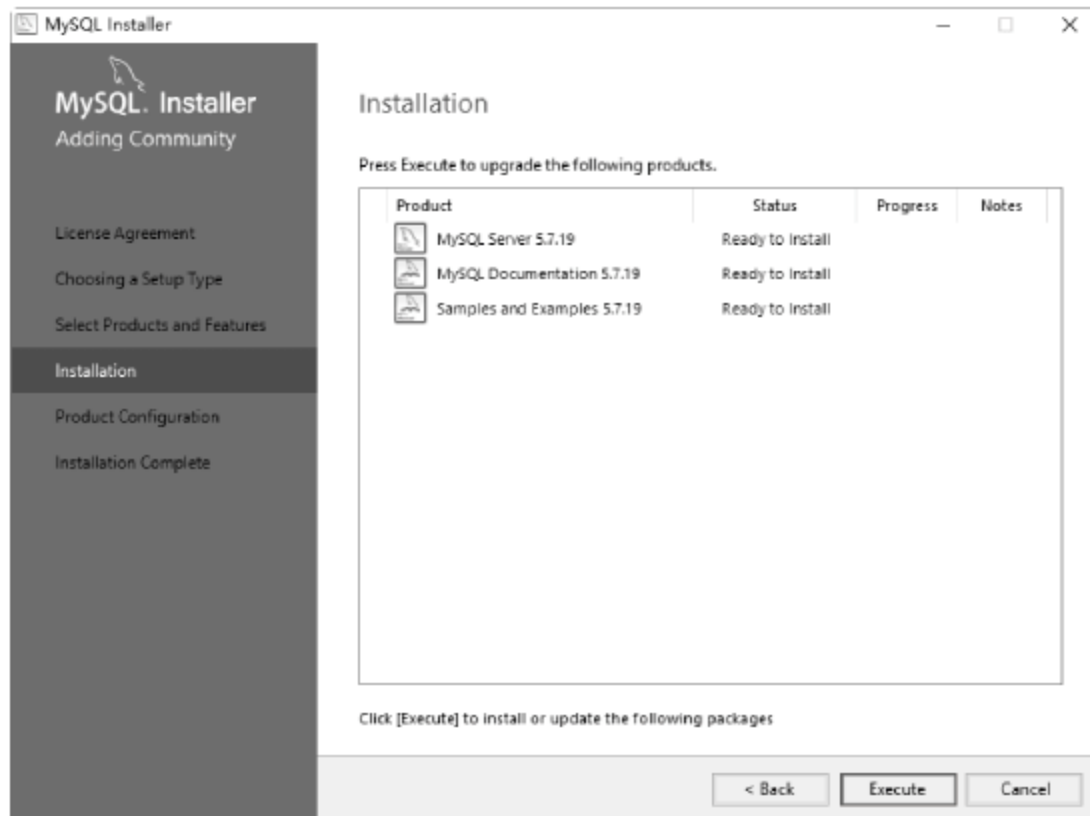 MySQL Installer
MySQL. Installer
Adding Community
License Agreement
Choosing a Setup Type
Select Products and Features
Installation
Product Configuration
Installation Complete
Installation
Press Execute to upgrade the following products.
Product Status Progress Notes
MySQL Server 5.7.19 Ready to Install
MySQL Documentation 5.7.19 Ready to Install
Samples and Examples 5.7.19 Ready to Install
Click [Execute] to install or update the following packages
< Back Execute Cancel